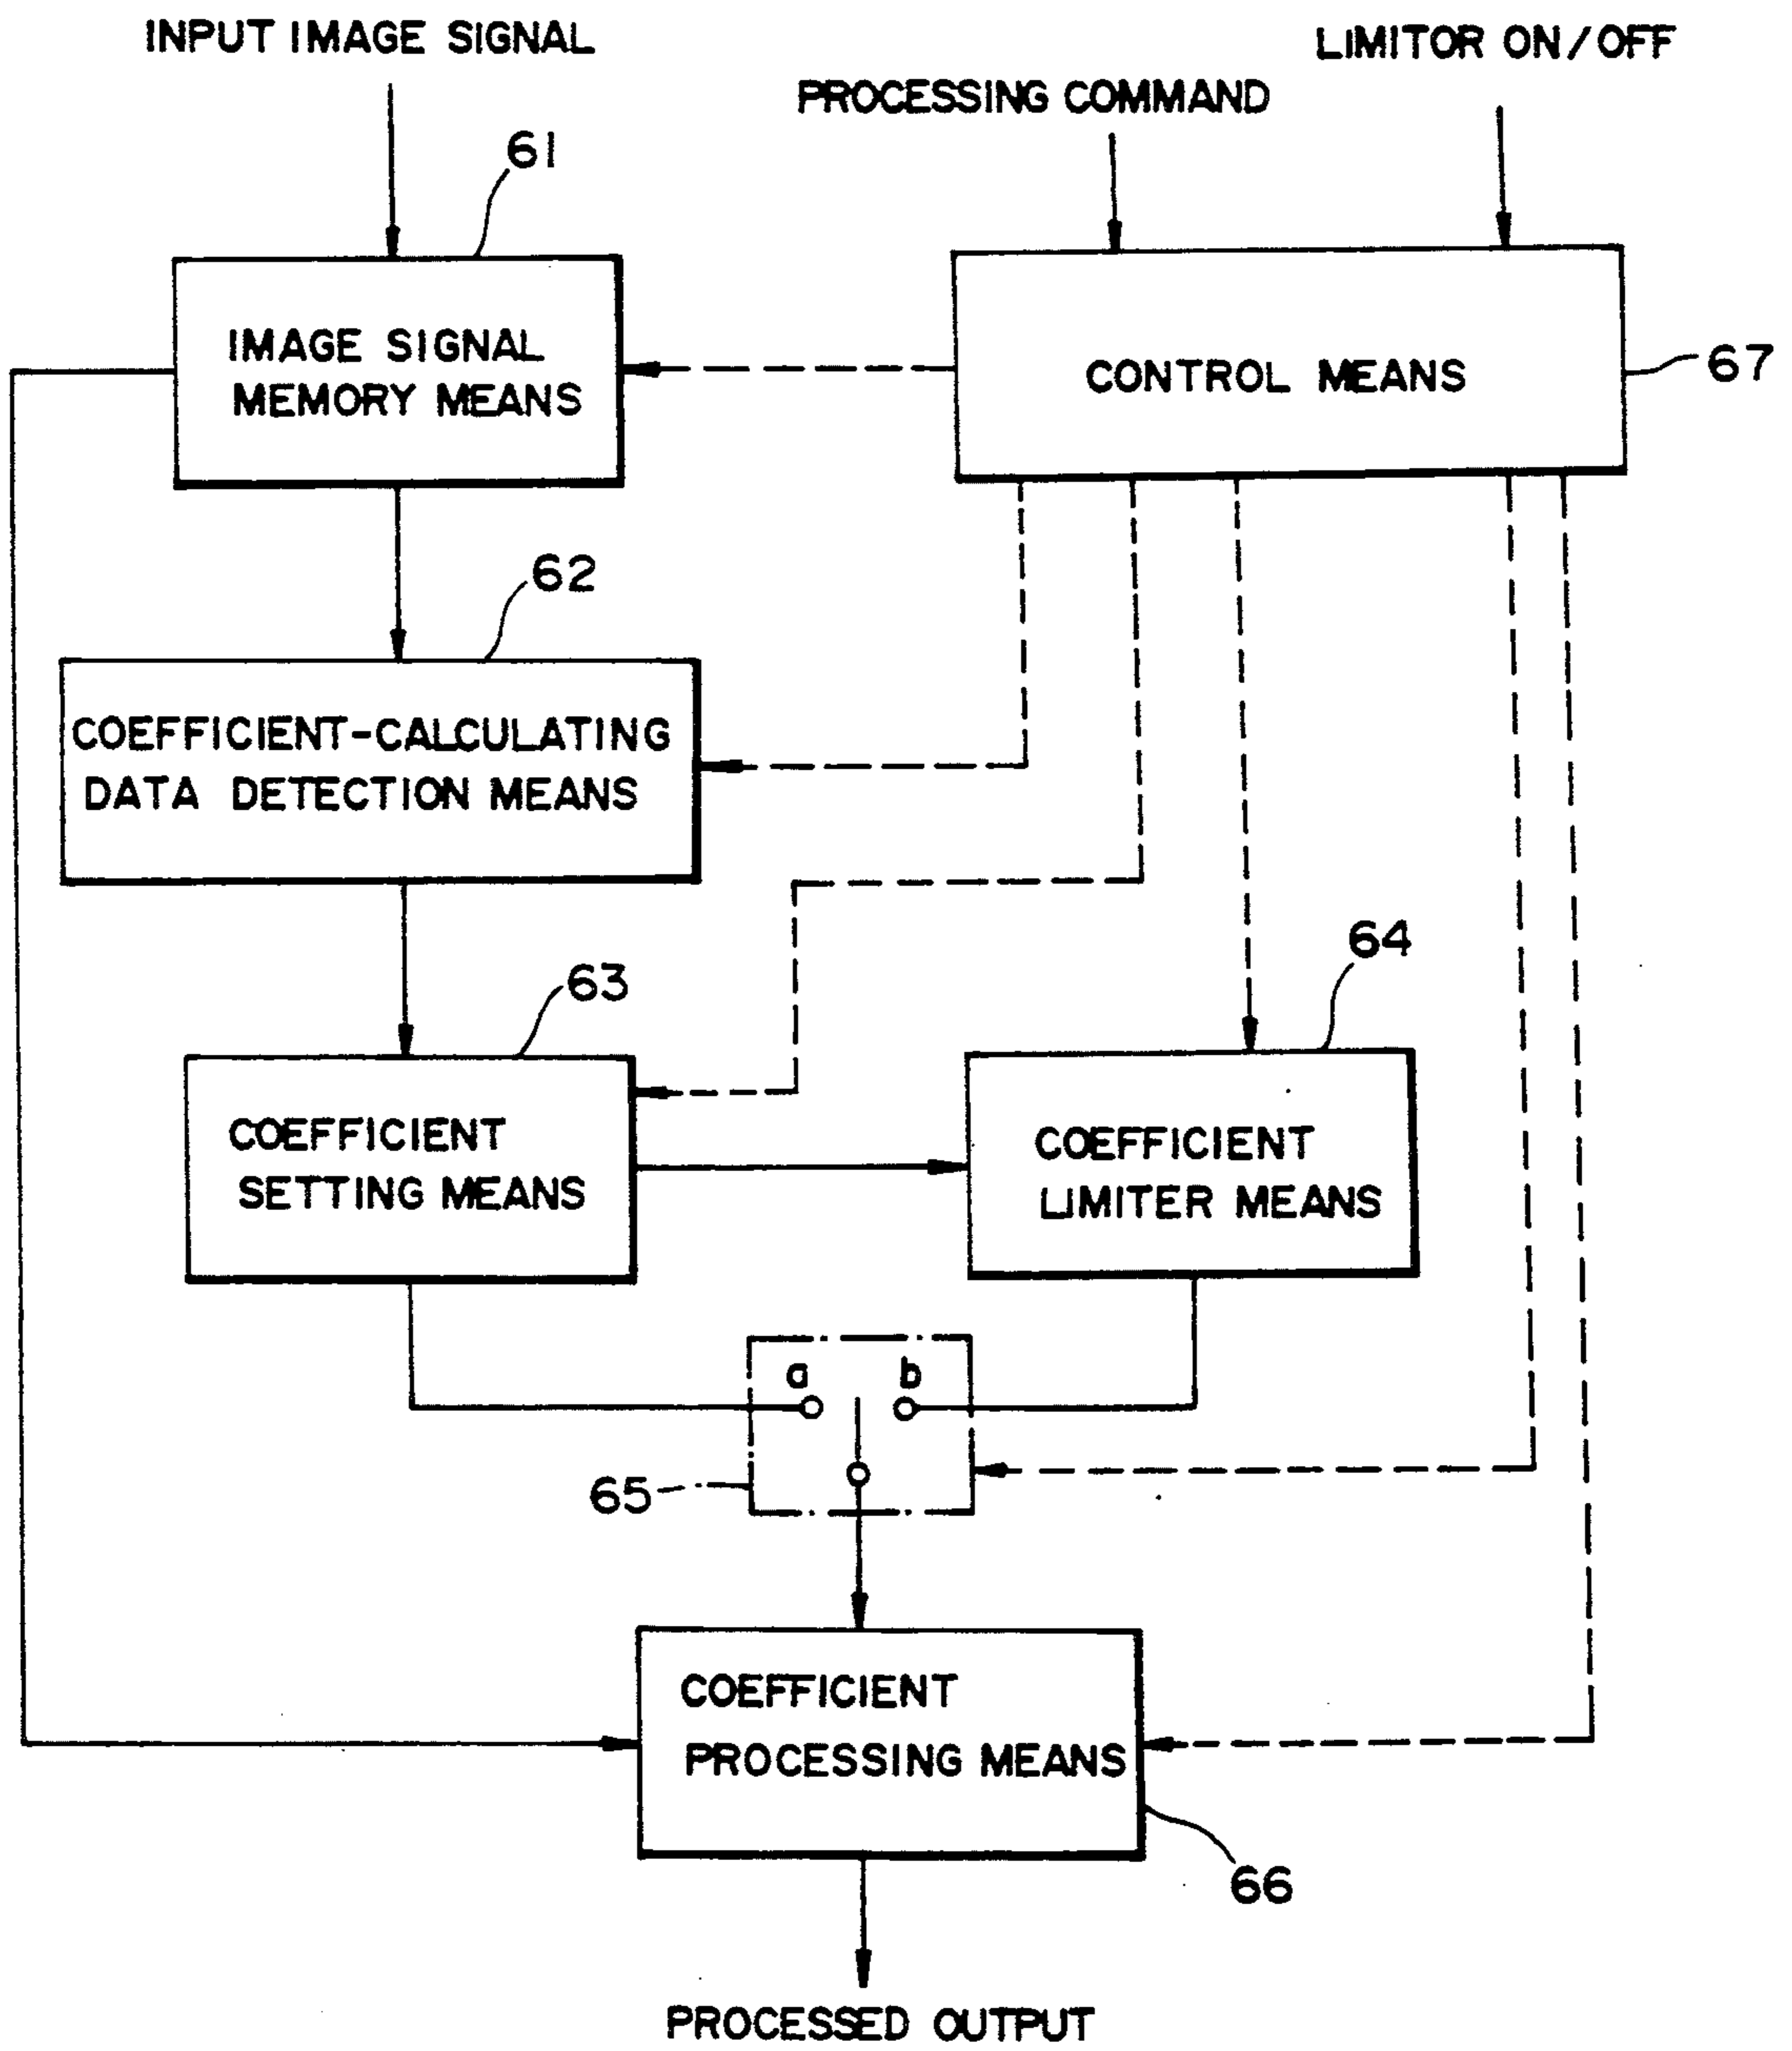 INPUT IMAGE SIGNAL
LIMITOR ON/OFF
PROCESSING COMMAND
61
IMAGE SIGNAL
MEMORY MEANS
CONTROL MEANS
67
62
COEFFICIENT-CALCULATING
DATA DETECTION MEANS
63
64
COEFFICIENT
SETTING MEANS
COEFFICIENT
LIMITER MEANS
a
b
65
COEFFICIENT
PROCESSING MEANS
66
PROCESSED OUTPUT